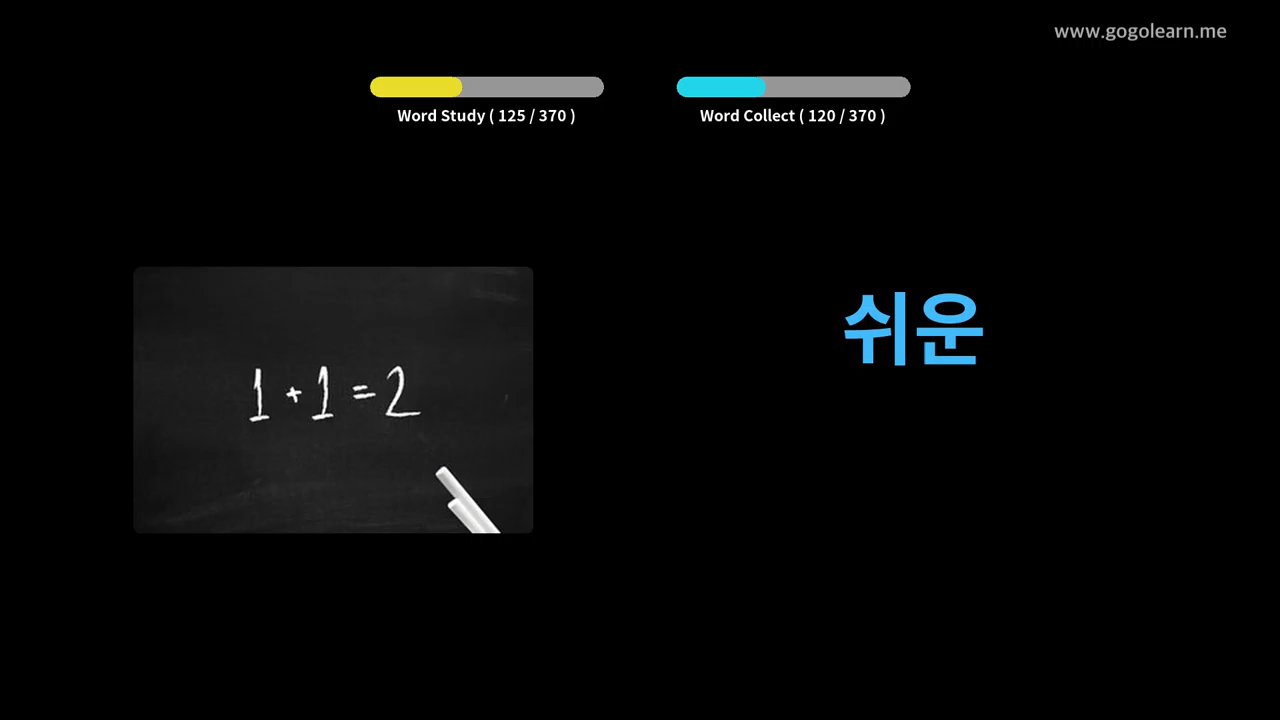 www.gogolearn.me
Word Study ( 125 / 370 )
Word Collect ( 120 / 370 )
1 + 1 = 2
쉬운